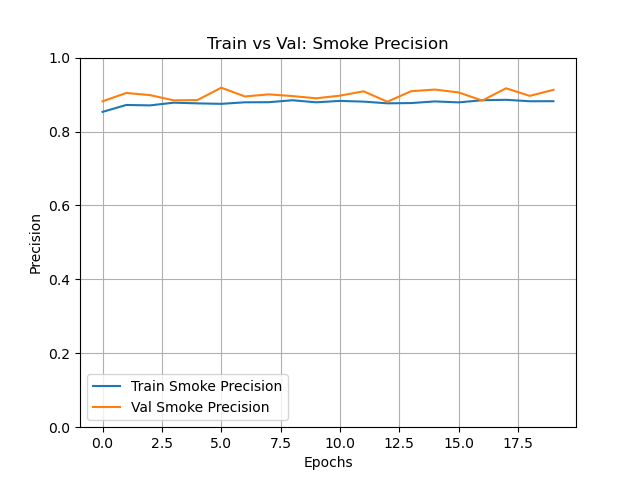 Train vs Val: Smoke Precision
1.0
0.8
0.6
0.4
0.2
0.0
Precision
Train Smoke Precision
Val Smoke Precision
0.0 2.5 5.0 7.5 10.0 12.5 15.0 17.5
Epochs